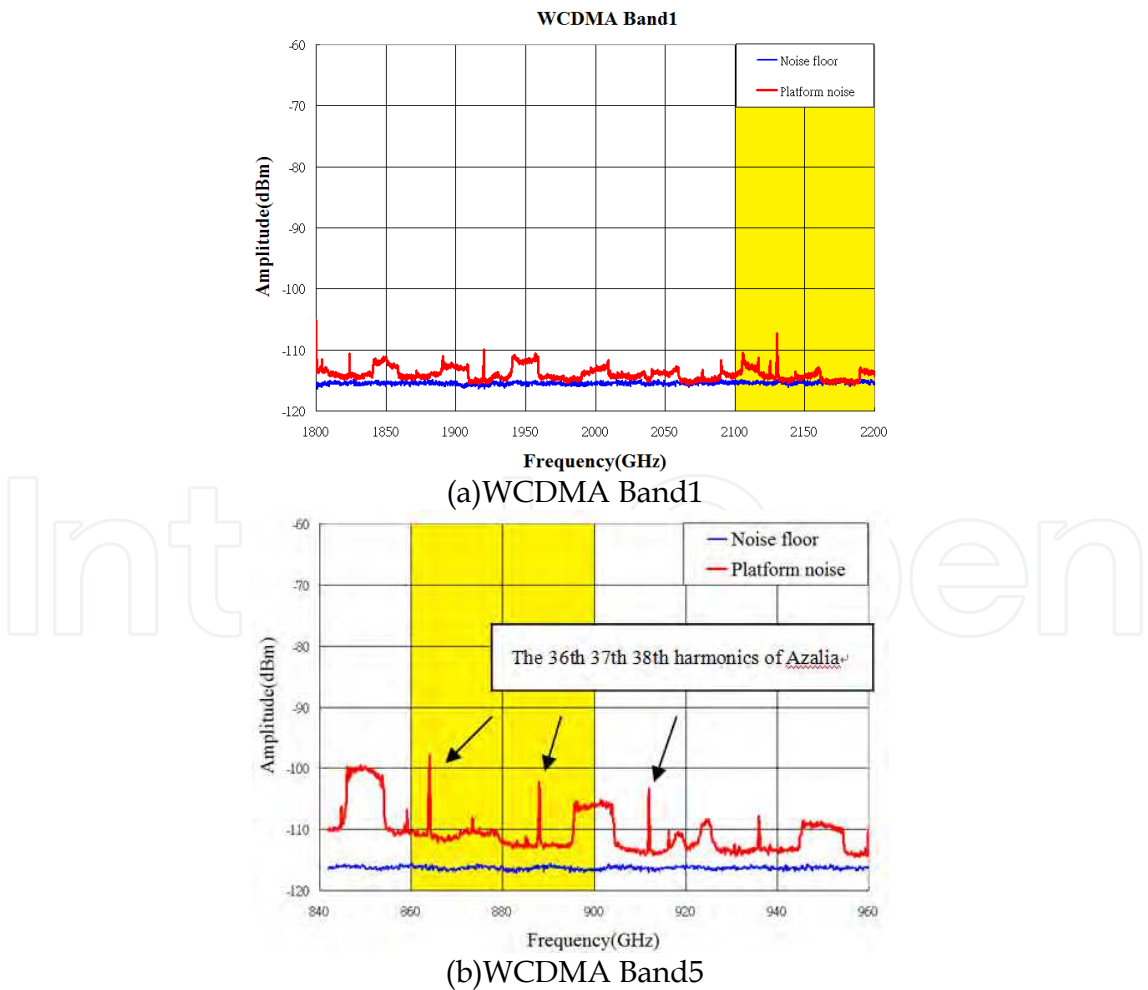 WCDMA Band1
-60
-70
-80
-90
-100
-110
-120
Amplitude(dBm)
Noise floor
Platform noise
1800 1850 1900 1950 2000 2050 2100 2150 2200
Frequency(GHz)
(a)WCDMA Band1
-60
-70
-80
-90
-100
-110
-120
Amplitude(dBm)
Noise floor
Platform noise
The 36th 37th 38th harmonics of Azalia
840 860 880 900 920 940 960
Frequency(GHz)
(b)WCDMA Band5
Int Open